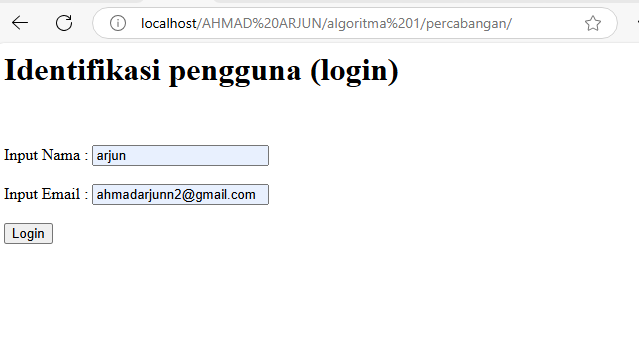 localhost/AHMAD%20ARJUN/algoritma%201/percabangan/
Identifikasi pengguna (login)
Input Nama : arjun
Input Email : ahmadarjunn2@gmail.com
Login